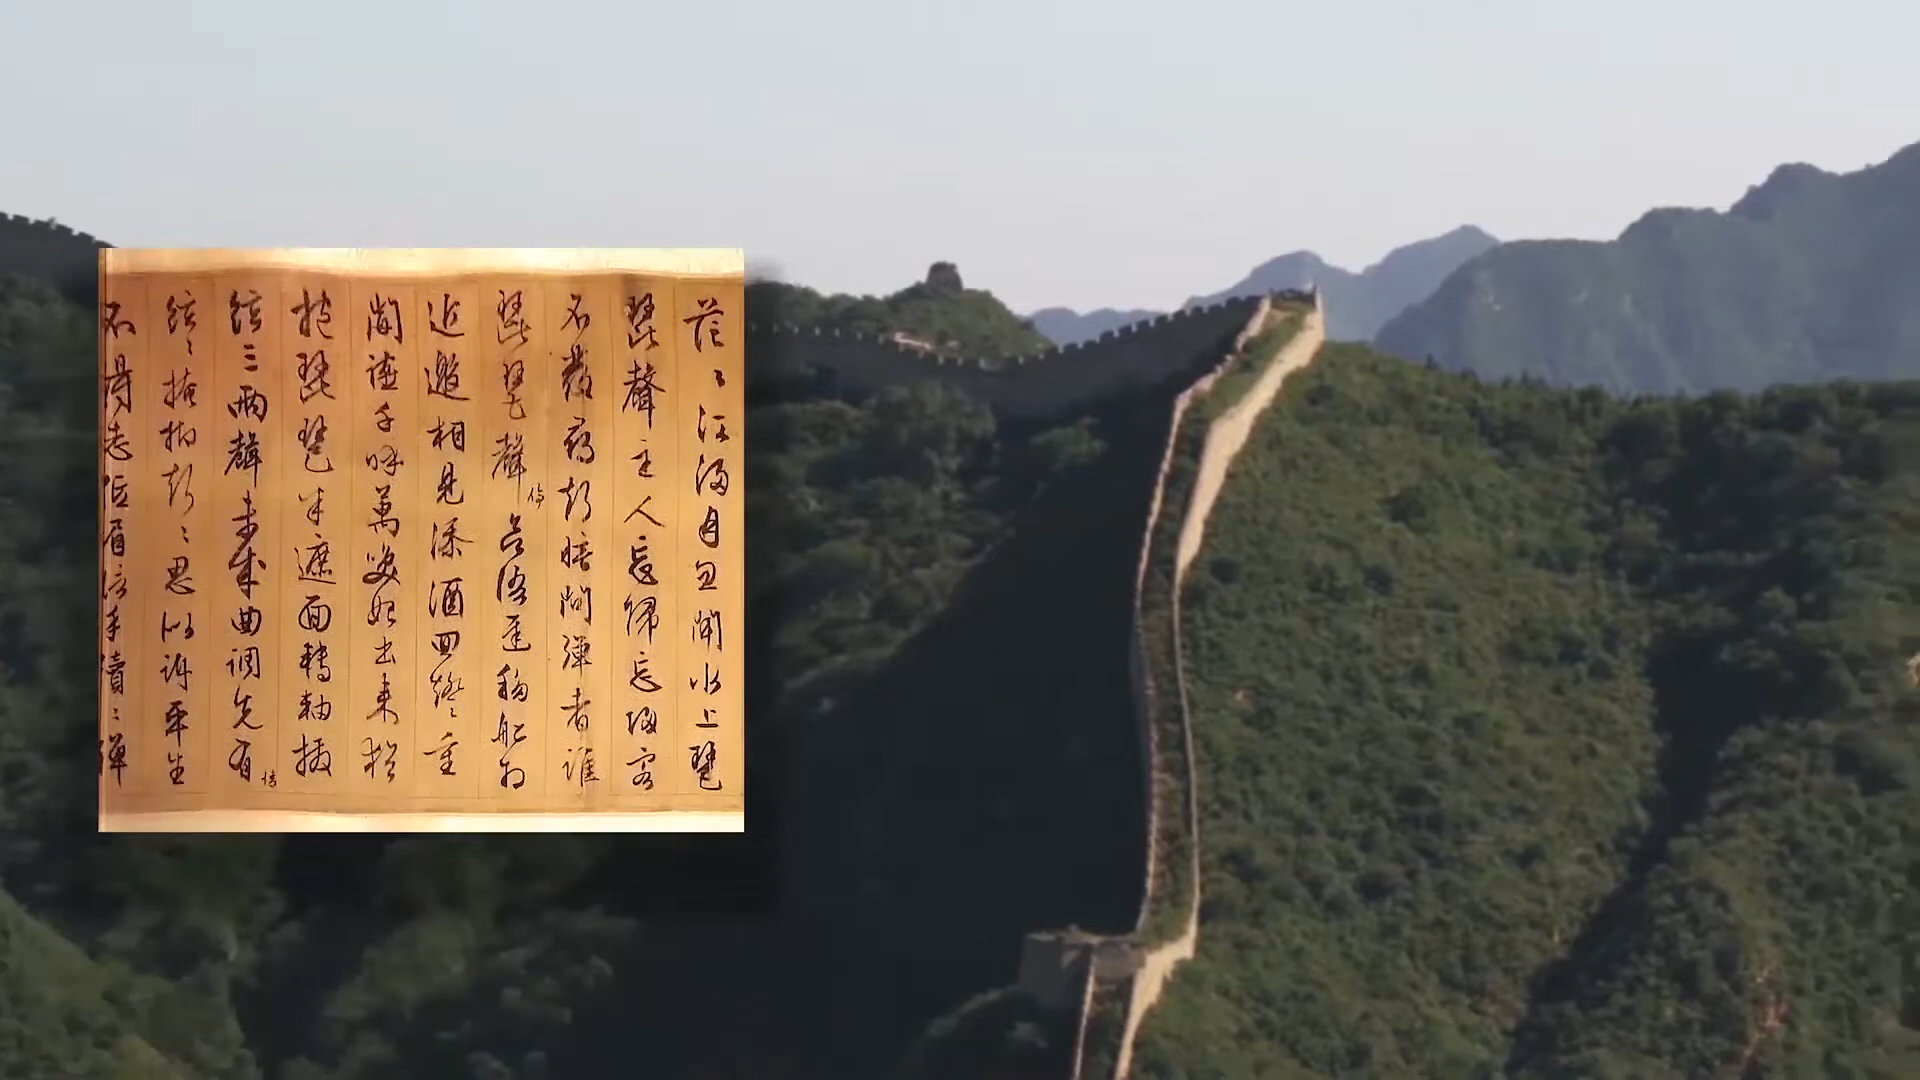 茫〻江浸月忽聞水上琵
琶聲主人忘歸忘歸客
不發尋聲暗問彈者誰
琵琶聲停欲語遲移船相
近邀相見添酒回燈〻重
開讌千呼萬喚始出來猶
抱琵琶半遮面轉軸撥
絃三兩聲未成曲調先有情
絃〻掩抑聲〻思似訴平生
不得志低眉信手續〻彈